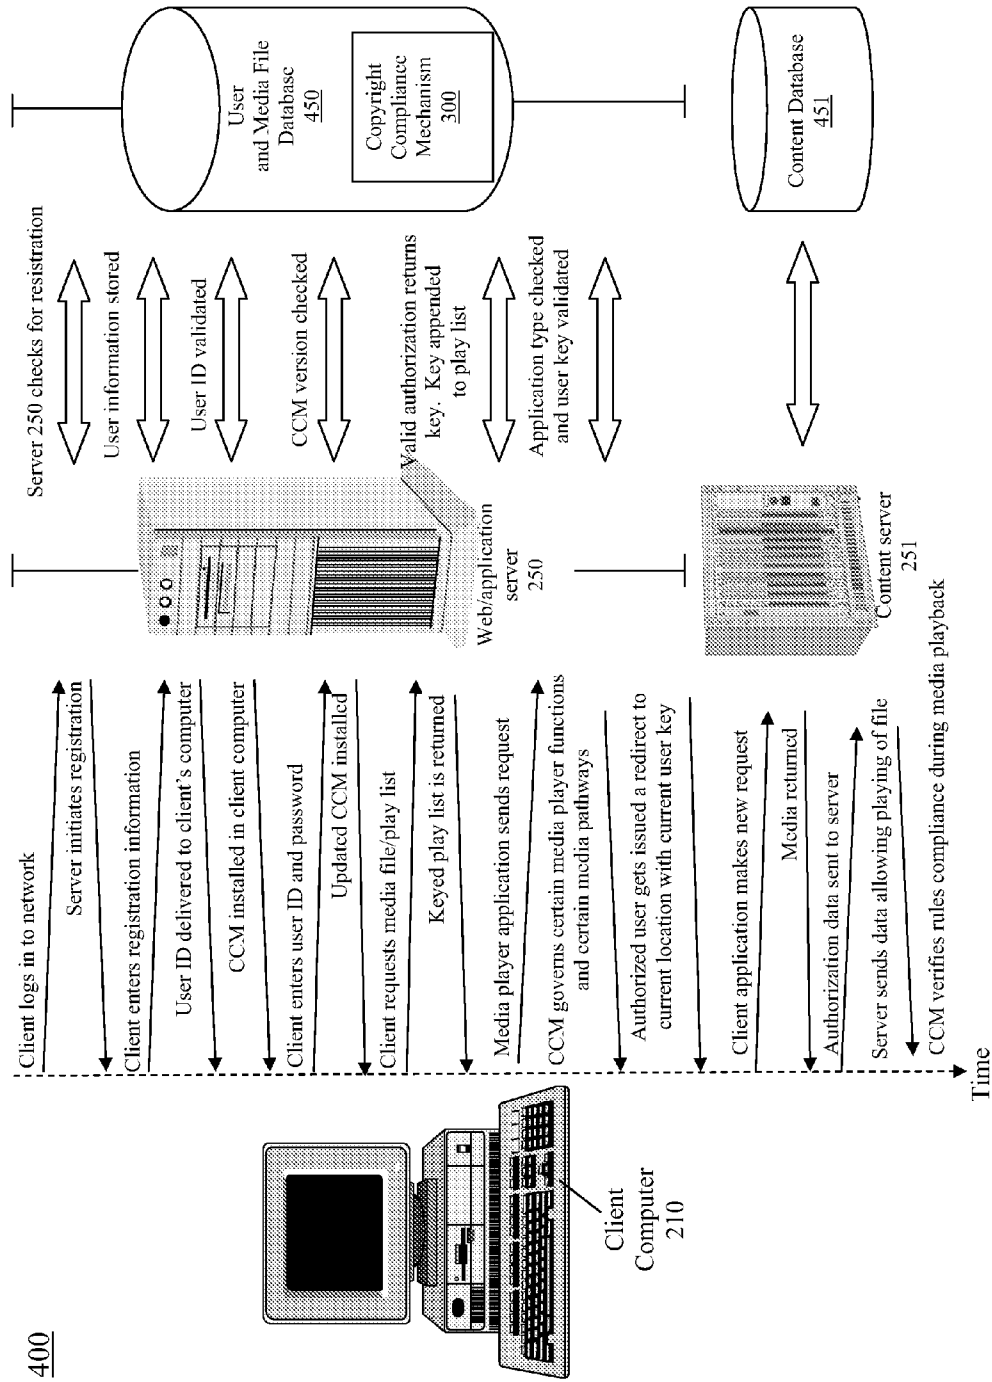 400
Client
Computer
210
Time
Client logs in to network
Server initiates registration
Client enters registration information
User ID delivered to client's computer
CCM installed in client computer
Client enters user ID and password
Updated CCM installed
Client requests media file/play list
Keyed play list is returned
Media player application sends request
CCM governs certain media player functions
and certain media pathways
Authorized user gets issued a redirect to
current location with current user key
Client application makes new request
Media returned
Authorization data sent to server
Server sends data allowing playing of file
CCM verifies rules compliance during media playback
Web/application
server
250
Content server
251
Server 250 checks for resistration
User information stored
User ID validated
CCM version checked
Valid authorization returns
key. Key appended
to play list
Application type checked
and user key validated
User
and Media File
Database
450
Copyright
Compliance
Mechanism
300
Content Database
451